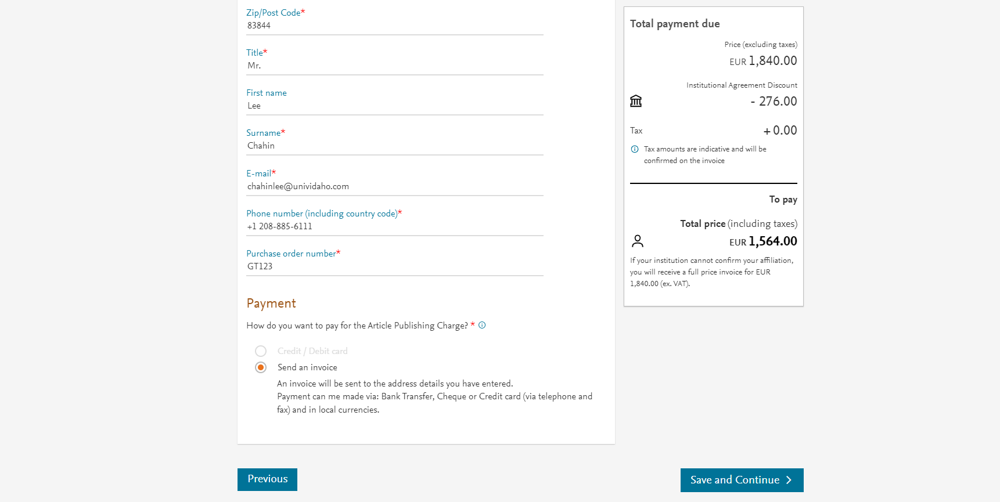 Zip/Post Code*
83844
Title*
Mr.
First name
Lee
Surname*
Chahin
E-mail*
chahinlee@unividaho.com
Phone number (including country code)*
+1 208-885-6111
Purchase order number*
GT123
Payment
How do you want to pay for the Article Publishing Charge? *
Credit / Debit card
Send an invoice
An invoice will be sent to the address details you have entered.
Payment can me made via: Bank Transfer, Cheque or Credit card (via telephone and
fax) and in local currencies.
Previous
Total payment due
Price (excluding taxes)
EUR 1,840.00
Institutional Agreement Discount
- 276.00
Tax +0.00
Tax amounts are indicative and will be
confirmed on the invoice
To pay
Total price (including taxes)
EUR 1,564.00
If your institution cannot confirm your affiliation,
you will receive a full price invoice for EUR
1,840.00 (ex. VAT).
Save and Continue